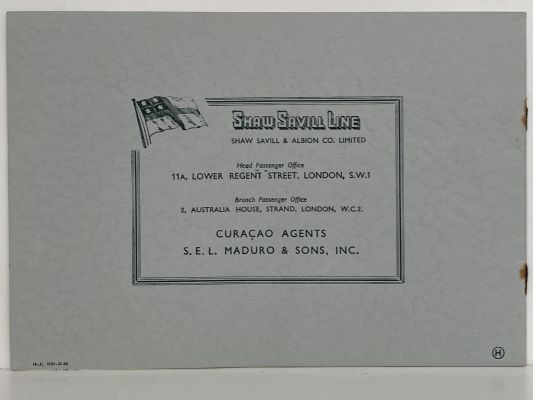 SHAW SAVILL LINE
SHAW SAVILL & ALBION CO. LIMITED
Head Passenger Office
11A, LOWER REGENT STREET, LONDON, S.W.1
Branch Passenger Office
2, AUSTRALIA HOUSE, STRAND, LONDON, W.C.2.
CURAÇAO AGENTS
S. E. L. MADURO & SONS, INC.
H